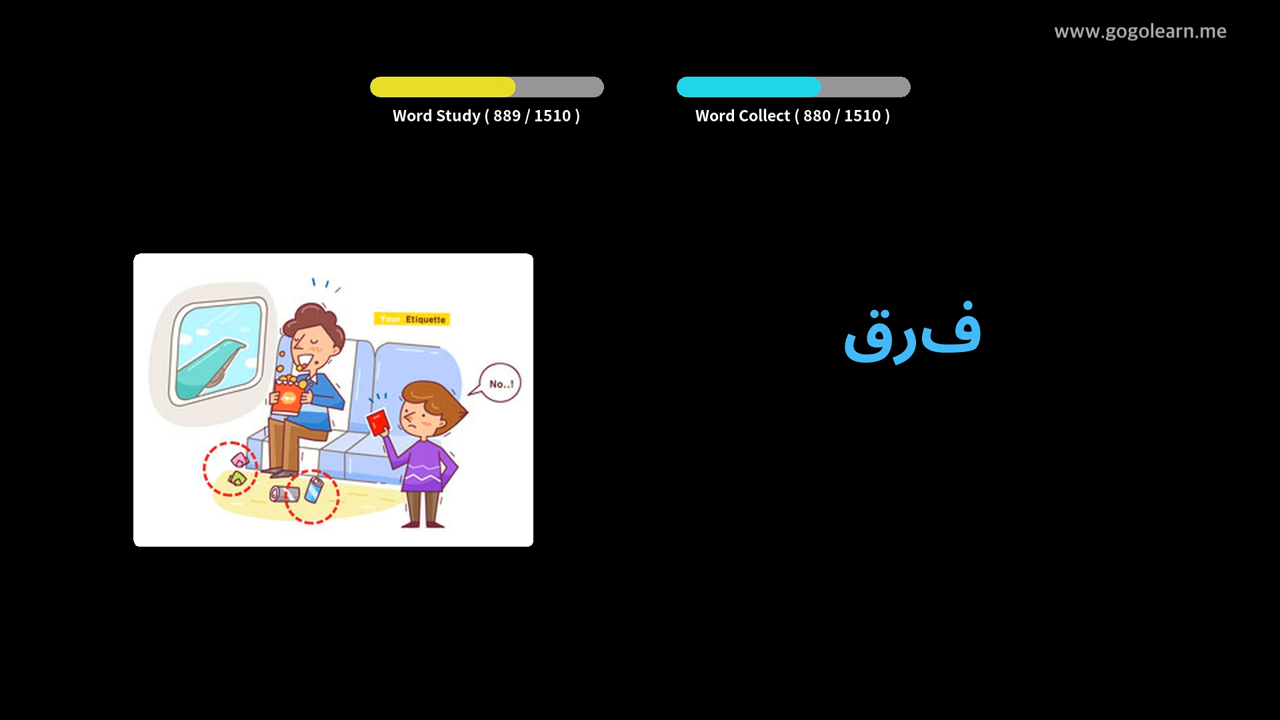 www.gogolearn.me
Word Study ( 889 / 1510 )
Word Collect ( 880 / 1510 )
Your Etiquette
No..!
فرق